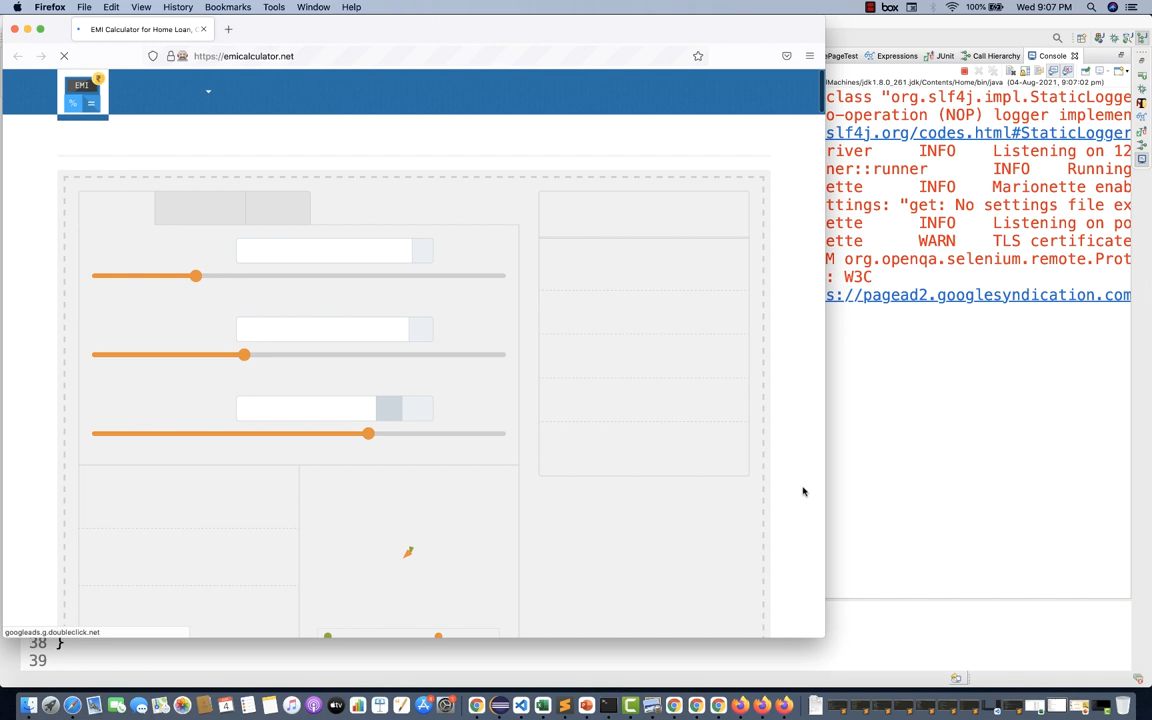 Firefox File Edit View History Bookmarks Tools Window Help box 100% Wed 9:07 PM
EMI Calculator for Home Loan, C
https://emicalculator.net
EMI
₹
% =
googleads.g.doubleclick.net
PageTest Expressions JUnit Call Hierarchy Console
Machines/jdk1.8.0_261.jdk/Contents/Home/bin/java (04-Aug-2021, 9:07:02 pm)
class "org.slf4j.impl.StaticLogge
o-operation (NOP) logger implemen
slf4j.org/codes.html#StaticLogger
river INFO Listening on 12
ner::runner INFO Running
ette INFO Marionette enab
ttings: "get: No settings file ex
ette INFO Listening on po
ette WARN TLS certificate
M org.openqa.selenium.remote.Prot
: W3C
s://pagead2.googlesyndication.com
38 }
39